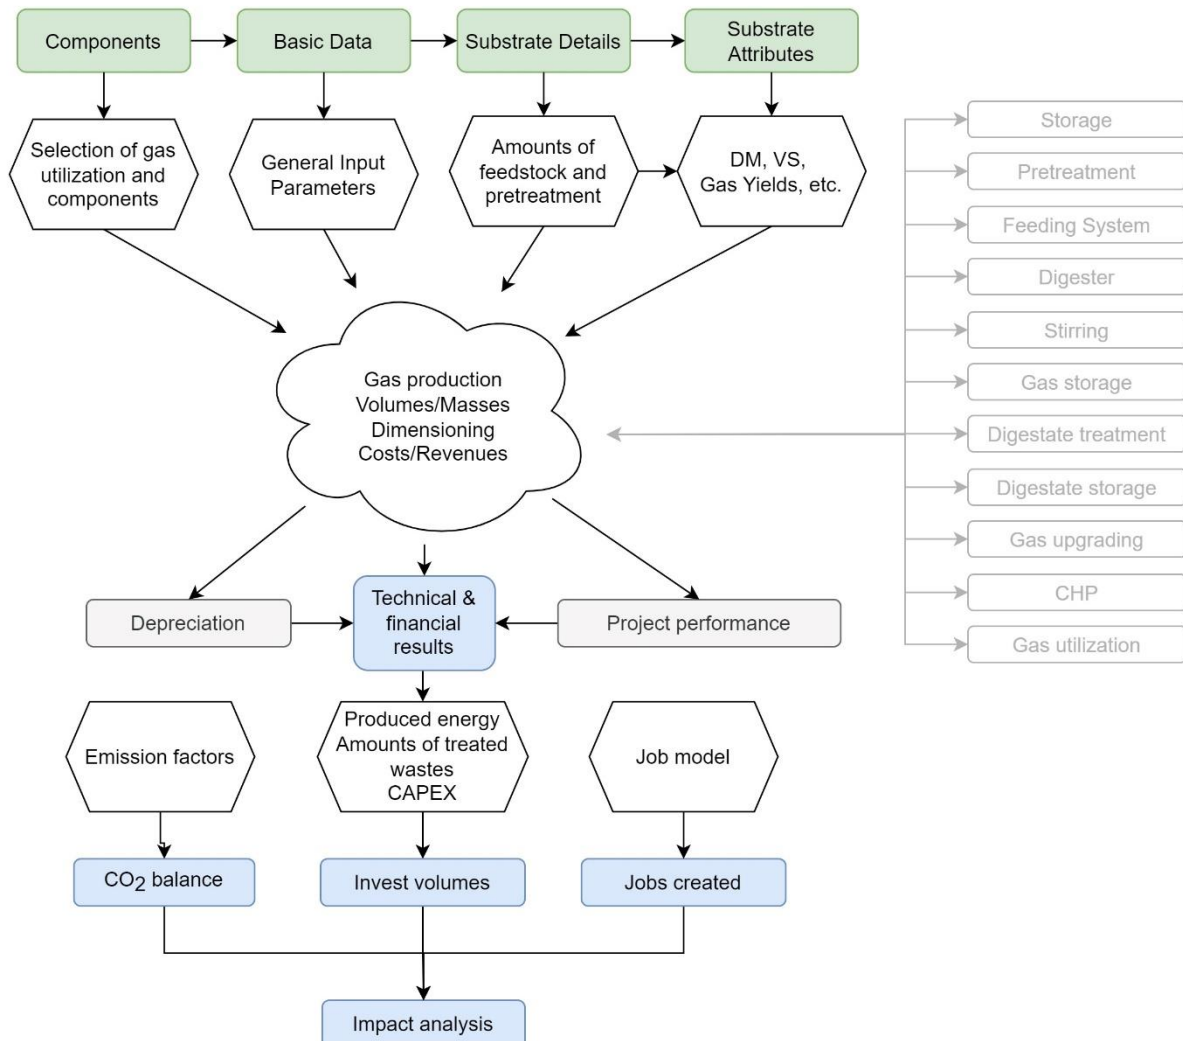 Components
Basic Data
Substrate Details
Substrate
Attributes
Selection of gas
utilization and
components
General Input
Parameters
Amounts of
feedstock and
pretreatment
DM, VS,
Gas Yields, etc.
Storage
Pretreatment
Feeding System
Digester
Stirring
Gas storage
Digestate treatment
Digestate storage
Gas upgrading
CHP
Gas utilization
Gas production
Volumes/Masses
Dimensioning
Costs/Revenues
Depreciation
Technical &
financial
results
Project performance
Emission factors
Produced energy
Amounts of treated
wastes
CAPEX
Job model
CO2 balance
Invest volumes
Jobs created
Impact analysis